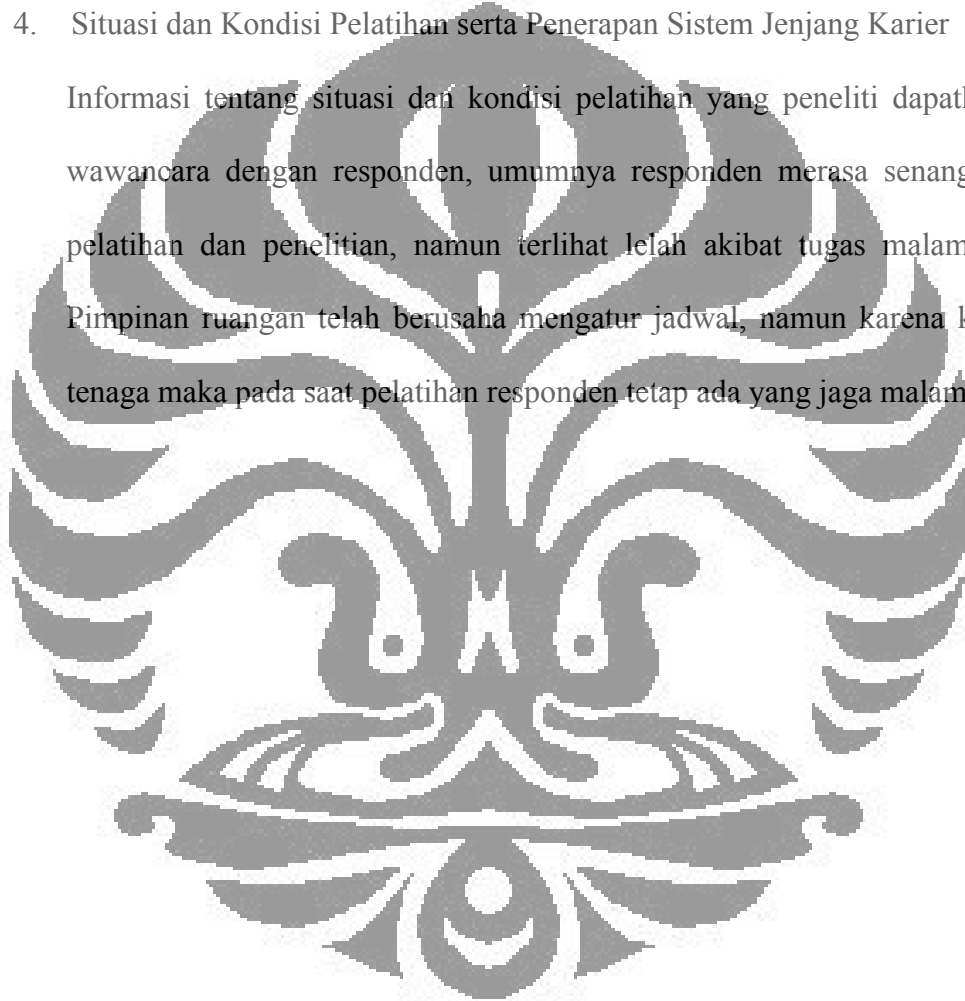 4. Situasi dan Kondisi Pelatihan serta Penerapan Sistem Jenjang Karier
Informasi tentang situasi dan kondisi pelatihan yang peneliti
wawancara dengan responden, umumnya responden merasa senang
pelatihan dan penelitian, namun terlihat lelah akibat tugas malam
Pimpinan ruangan telah berusaha mengatur jadwal, namun karena
tenaga maka pada saat pelatihan responden tetap ada yang jaga malam